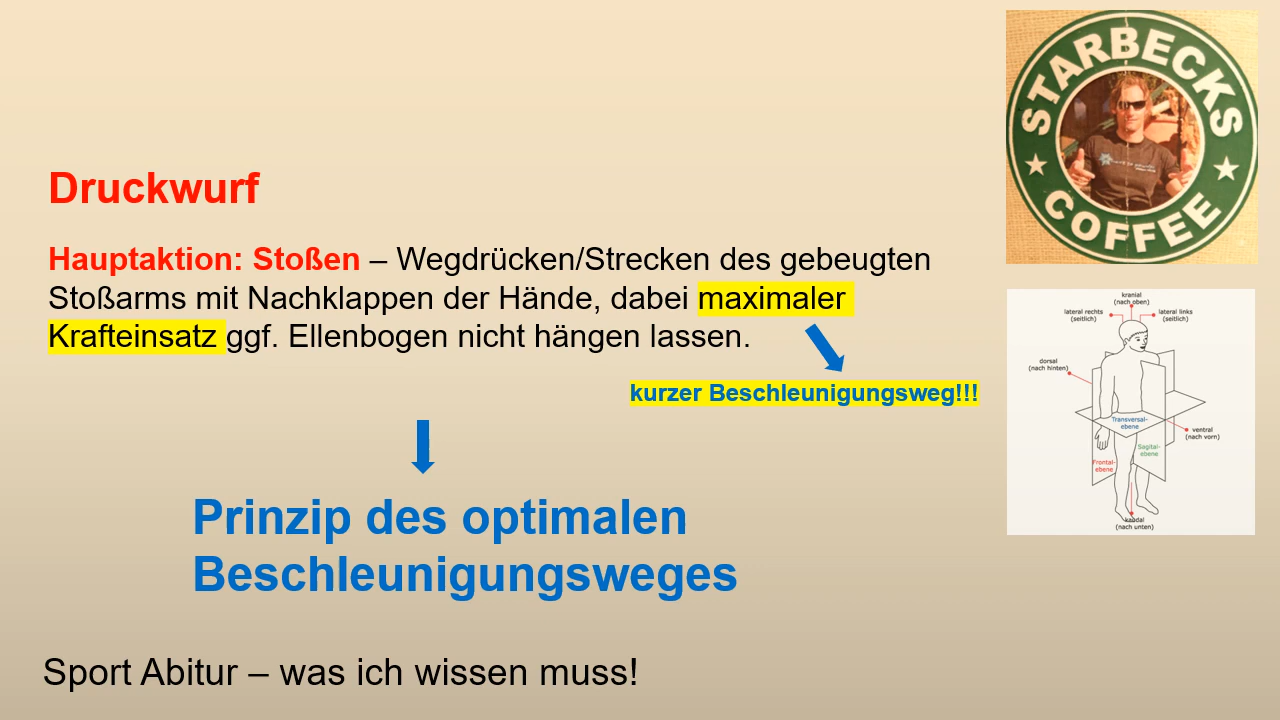 STARBECKS
COFFEE
Druckwurf
Hauptaktion: Stoßen – Wegdrücken/Strecken des gebeugten
Stoßarms mit Nachklappen der Hände, dabei maximaler
Krafteinsatz ggf. Ellenbogen nicht hängen lassen.
kurzer Beschleunigungsweg!!!
Prinzip des optimalen
Beschleunigungsweges
Sport Abitur – was ich wissen muss!
kranial
(nach oben)
lateral rechts
(seitlich)
lateral links
(seitlich)
dorsal
(nach hinten)
Transversal-
ebene
ventral
(nach vorn)
Sagital-
ebene
Frontal-
ebene
kaudal
(nach unten)